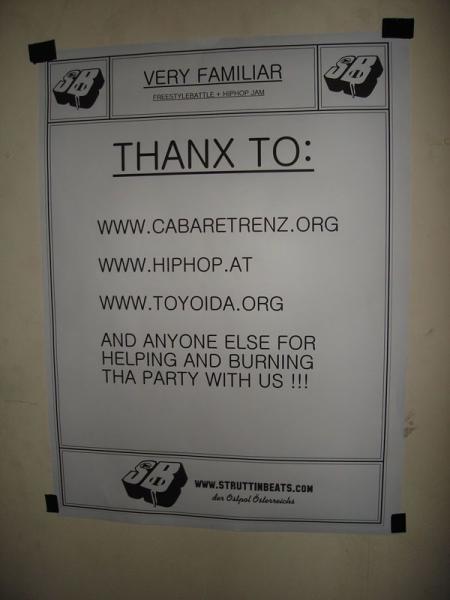 SB
VERY FAMILIAR
FREESTYLEBATTLE + HIPHOP JAM
SB
THANX TO:
WWW.CABARETRENZ.ORG
WWW.HIPHOP.AT
WWW.TOYOIDA.ORG
AND ANYONE ELSE FOR
HELPING AND BURNING
THA PARTY WITH US !!!
SB
WWW.STRUTTINBEATS.COM
der Ostpol Österreichs